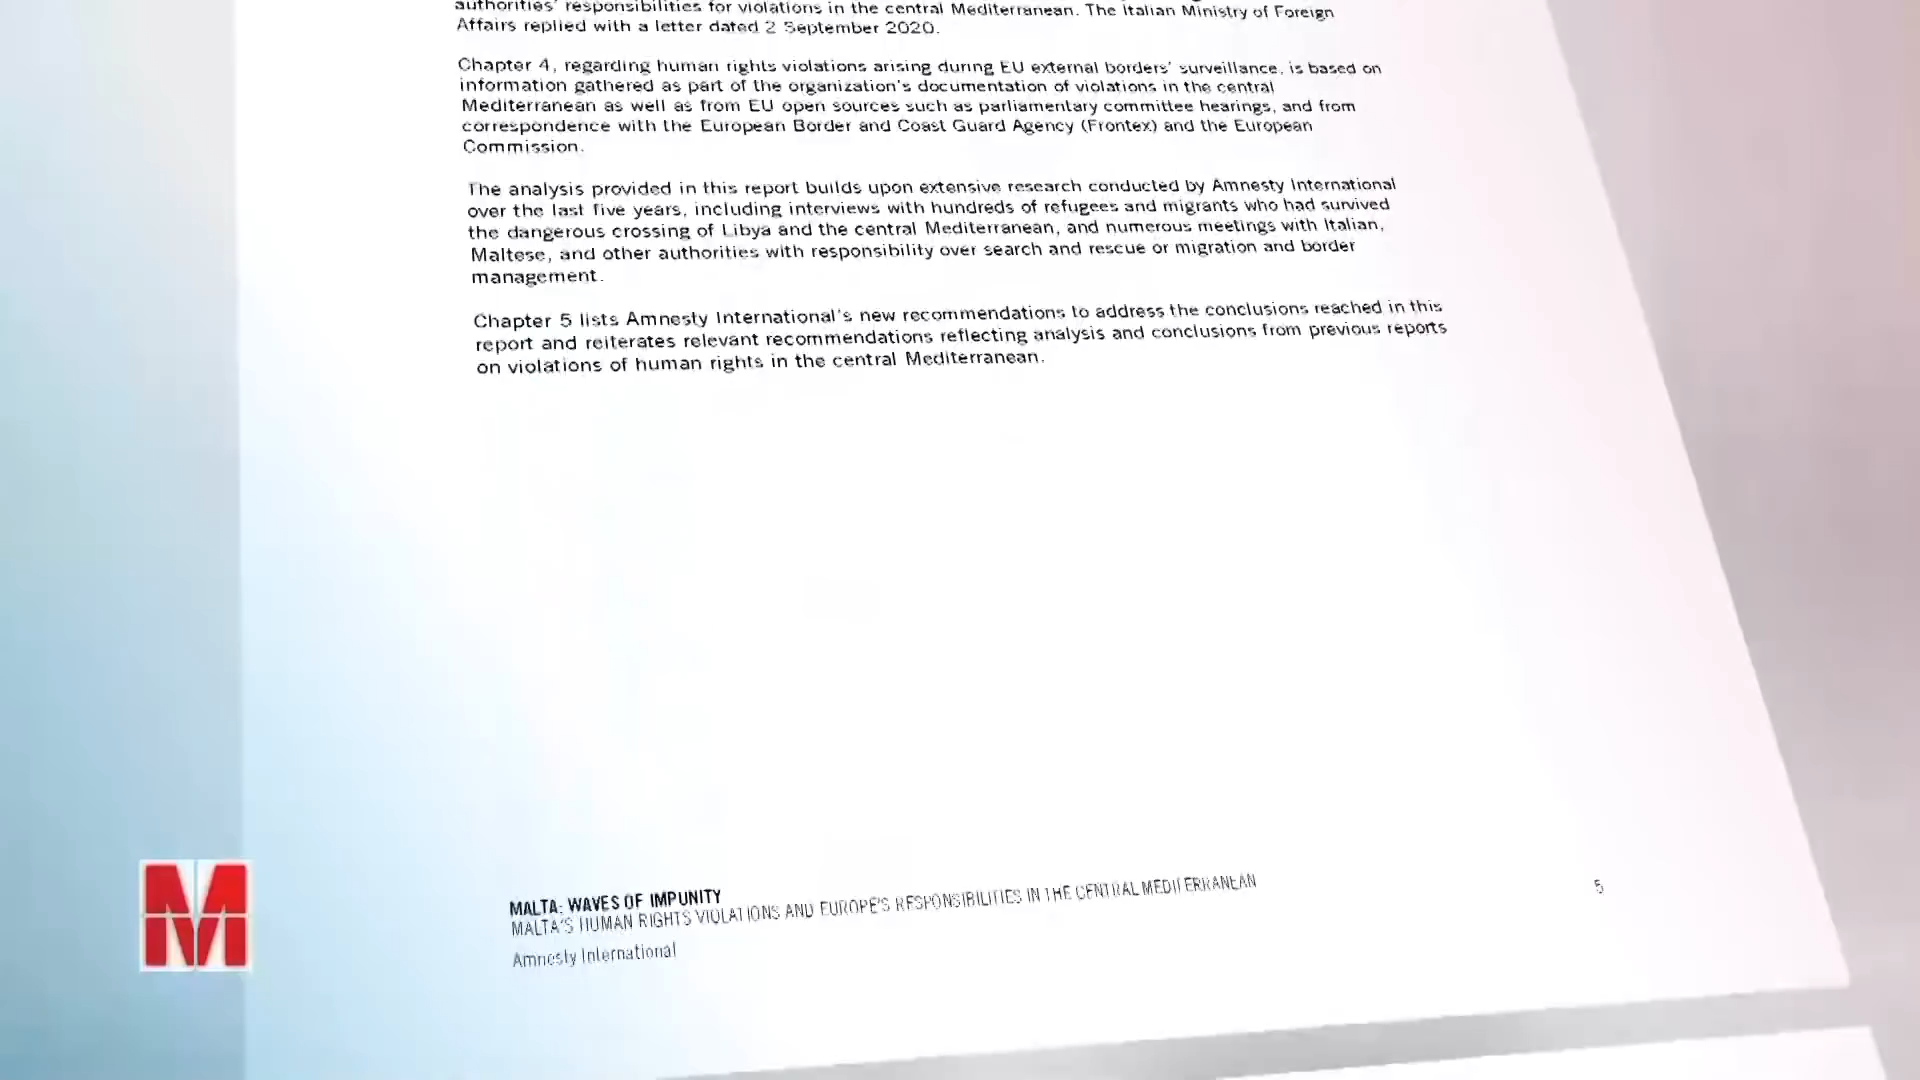 authorities' responsibilities for violations in the central Mediterranean. The Italian Ministry of Foreign
Affairs replied with a letter dated 2 September 2020.
Chapter 4, regarding human rights violations arising during EU external borders' surveillance, is based on
information gathered as part of the organization's documentation of violations in the central
Mediterranean as well as from EU open sources such as parliamentary committee hearings, and from
correspondence with the European Border and Coast Guard Agency (Frontex) and the European
Commission.
The analysis provided in this report builds upon extensive research conducted by Amnesty International
over the last five years, including interviews with hundreds of refugees and migrants who had survived
the dangerous crossing of Libya and the central Mediterranean, and numerous meetings with Italian,
Maltese, and other authorities with responsibility over search and rescue or migration and border
management.
Chapter 5 lists Amnesty International's new recommendations to address the conclusions reached in this
report and reiterates relevant recommendations reflecting analysis and conclusions from previous reports
on violations of human rights in the central Mediterranean.
MALTA: WAVES OF IMPUNITY
MALTA'S HUMAN RIGHTS VIOLATIONS AND EUROPE'S RESPONSIBILITIES IN THE CENTRAL MEDITERRANEAN
Amnesty International
5
M